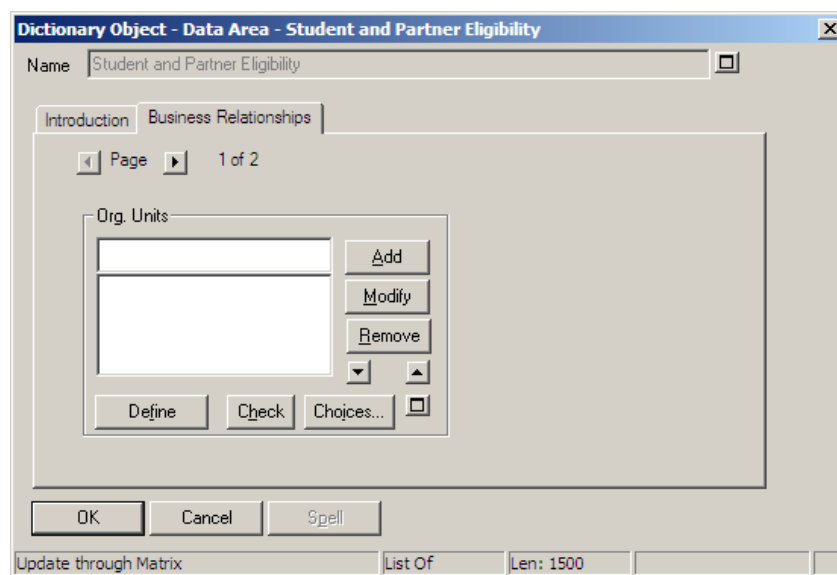 Dictionary Object - Data Area - Student and Partner Eligibility
Name Student and Partner Eligibility
Introduction Business Relationships
Page 1 of 2
Org. Units
Add
Modify
Remove
Define Check Choices...
OK Cancel Spell
Update through Matrix List Of Len: 1500